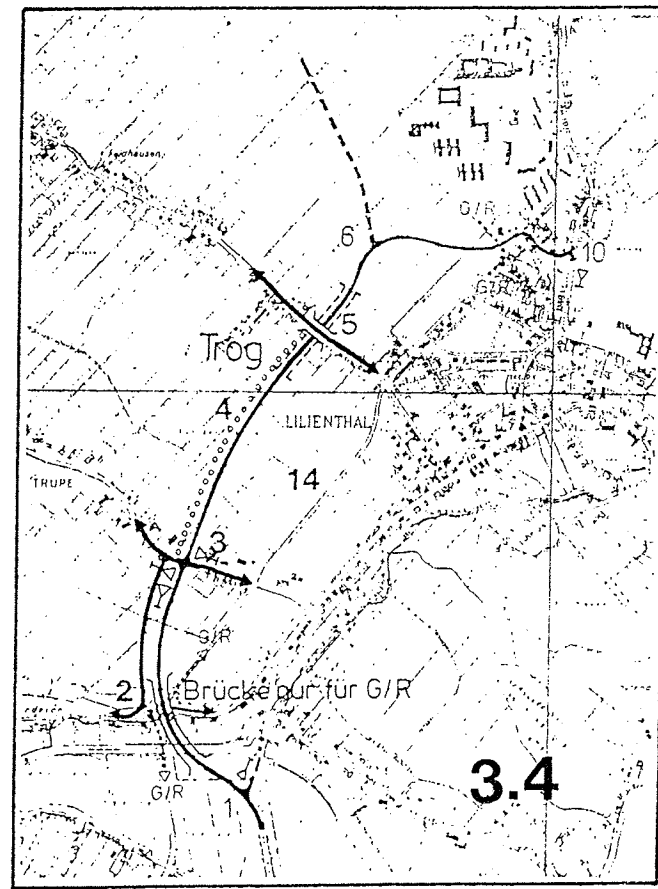 G/R
6
10
G/R
5
Trog
4
LILIENTHAL
14
TRUPE
3
G/R
2
Brücke nur für G/R
G/R
1
3.4